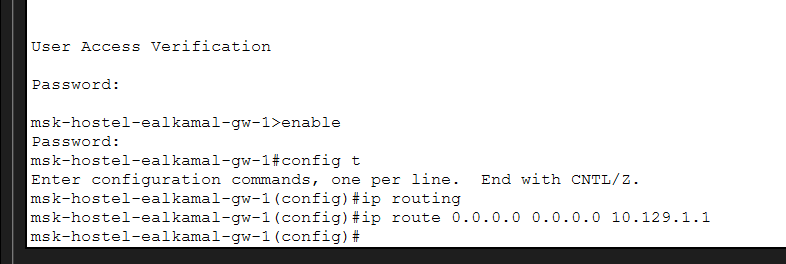 User Access Verification
Password:
msk-hostel-ealkamal-gw-1>enable
Password:
msk-hostel-ealkamal-gw-1#config t
Enter configuration commands, one per line.  End with CNTL/Z.
msk-hostel-ealkamal-gw-1(config)#ip routing
msk-hostel-ealkamal-gw-1(config)#ip route 0.0.0.0 0.0.0.0 10.129.1.1
msk-hostel-ealkamal-gw-1(config)#